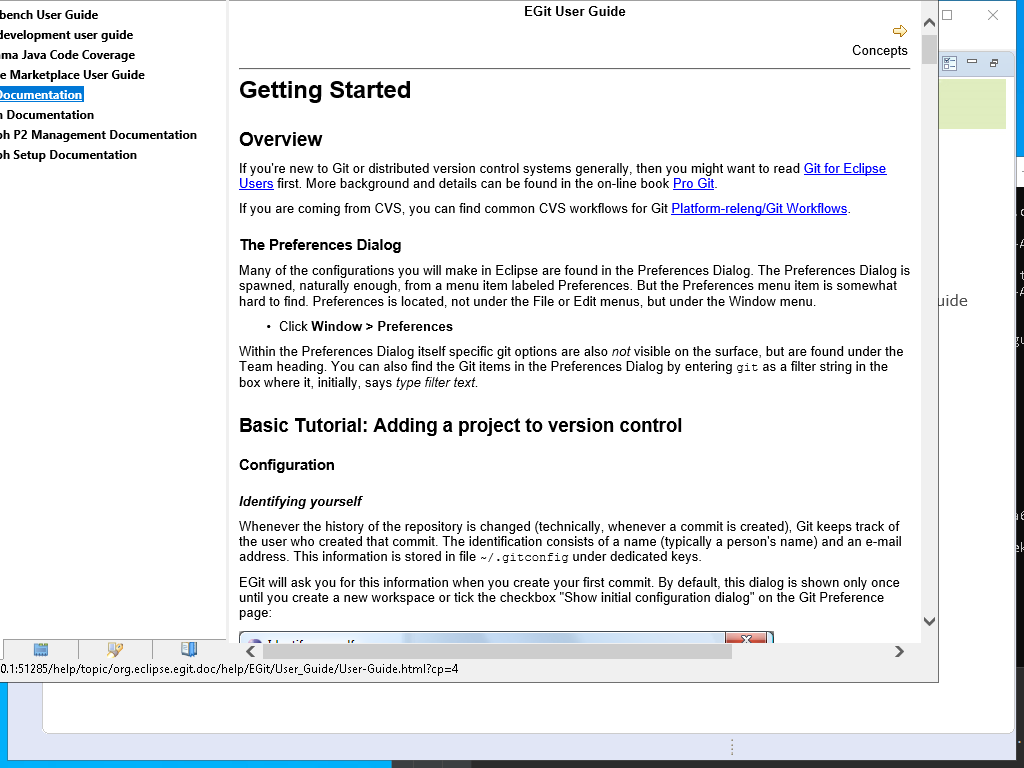 bench User Guide
development user guide
ma Java Code Coverage
e Marketplace User Guide
Documentation
n Documentation
ph P2 Management Documentation
ph Setup Documentation
EGit User Guide
Concepts
Getting Started
Overview
If you're new to Git or distributed version control systems generally, then you might want to read Git for Eclipse
Users first. More background and details can be found in the on-line book Pro Git.
If you are coming from CVS, you can find common CVS workflows for Git Platform-releng/Git Workflows.
The Preferences Dialog
Many of the configurations you will make in Eclipse are found in the Preferences Dialog. The Preferences Dialog is
spawned, naturally enough, from a menu item labeled Preferences. But the Preferences menu item is somewhat
hard to find. Preferences is located, not under the File or Edit menus, but under the Window menu.
• Click Window > Preferences
Within the Preferences Dialog itself specific git options are also not visible on the surface, but are found under the
Team heading. You can also find the Git items in the Preferences Dialog by entering git as a filter string in the
box where it, initially, says type filter text.
Basic Tutorial: Adding a project to version control
Configuration
Identifying yourself
Whenever the history of the repository is changed (technically, whenever a commit is created), Git keeps track of
the user who created that commit. The identification consists of a name (typically a person's name) and an e-mail
address. This information is stored in file ~/.gitconfig under dedicated keys.
EGit will ask you for this information when you create your first commit. By default, this dialog is shown only once
until you create a new workspace or tick the checkbox "Show initial configuration dialog" on the Git Preference
page:
0.1:51285/help/topic/org.eclipse.egit.doc/help/EGit/User_Guide/User-Guide.html?cp=4
uide